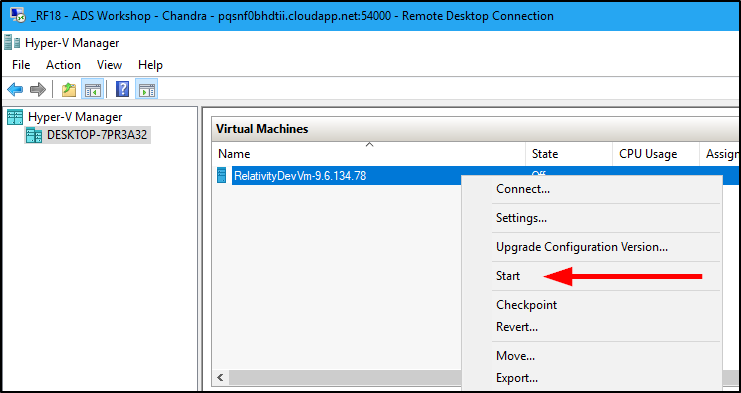 _RF18 - ADS Workshop - Chandra - pqsnf0bhdtii.cloudapp.net:54000 - Remote Desktop Connection
Hyper-V Manager
File Action View Help
Hyper-V Manager
DESKTOP-7PR3A32
Virtual Machines
Name State CPU Usage Assign
RelativityDevVm-9.6.134.78 Off
Connect...
Settings...
Upgrade Configuration Version...
Start
Checkpoint
Revert...
Move...
Export...